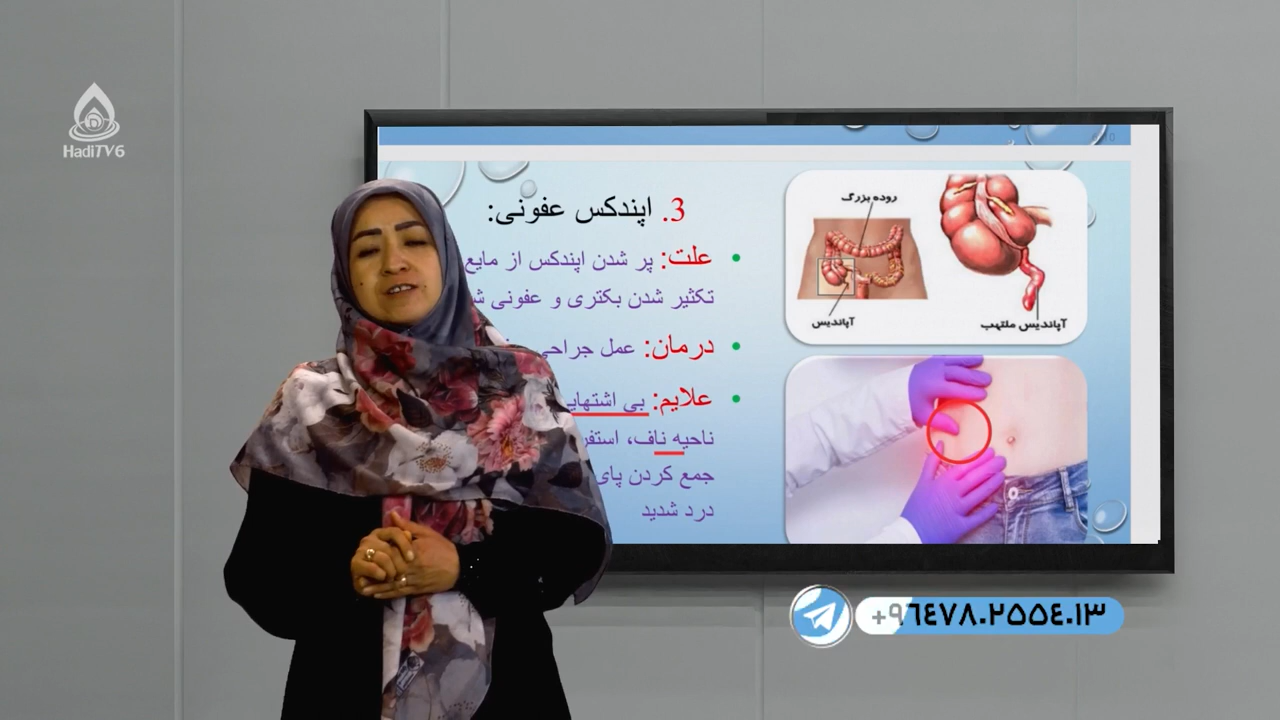 HadiTV6
3. اپندکس عفونی:
علت: پر شدن اپندکس از مایع
تکثیر شدن بکتری و عفونی
درمان: عمل جراحی
علایم: بی اشتهایی
ناحیه ناف، استفر
جمع کردن پای
درد شدید
روده بزرگ
آپاندیس
آپاندیس ملتهب
+۹٦٤٧٨٠٢٥٥٤٠١٣